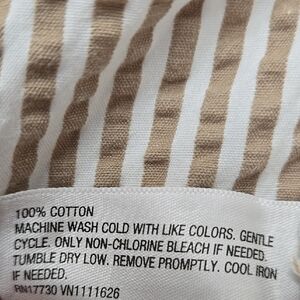 100% COTTON
MACHINE WASH COLD WITH LIKE COLORS. GENTLE
CYCLE. ONLY NON-CHLORINE BLEACH IF NEEDED.
TUMBLE DRY LOW. REMOVE PROMPTLY. COOL IRON
IF NEEDED.
RN17730 VN1111626